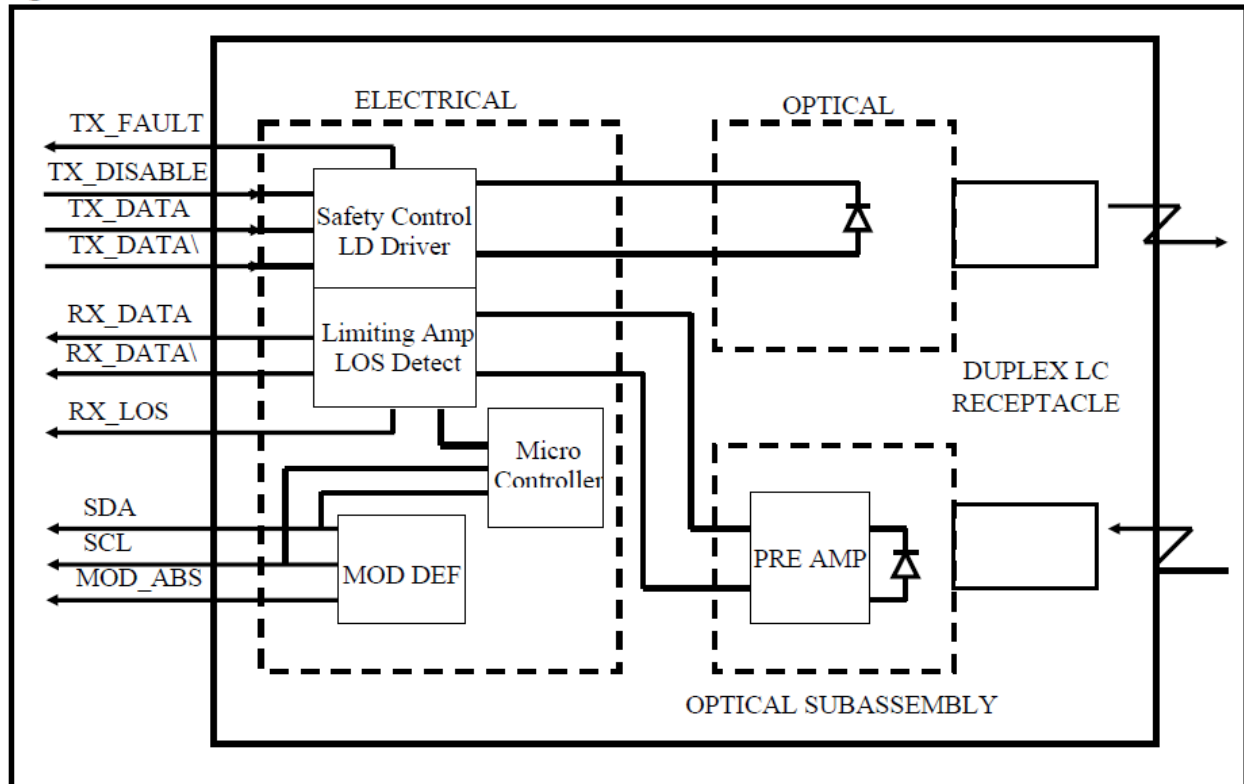 ELECTRICAL
OPTICAL
TX_FAULT
TX_DISABLE
TX_DATA
TX_DATA\
Safety Control
LD Driver
RX_DATA
RX_DATA\
Limiting Amp
LOS Detect
DUPLEX LC
RECEPTACLE
RX_LOS
Micro
Controller
SDA
SCL
MOD_ABS
MOD DEF
PRE AMP
OPTICAL SUBASSEMBLY